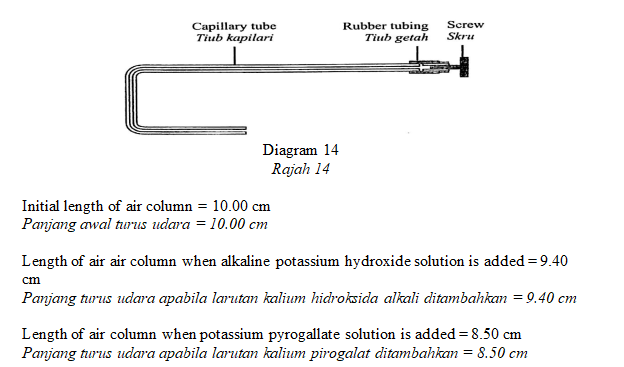 Capillary tube
Tiub kapilari
Rubber tubing
Tiub getah
Screw
Skru
Diagram 14
Rajah 14
Initial length of air column = 10.00 cm
Panjang awal turus udara = 10.00 cm
Length of air air column when alkaline potassium hydroxide solution is added = 9.40
cm
Panjang turus udara apabila larutan kalium hidroksida alkali ditambahkan = 9.40 cm
Length of air column when potassium pyrogallate solution is added = 8.50 cm
Panjang turus udara apabila larutan kalium pirogalat ditambahkan = 8.50 cm